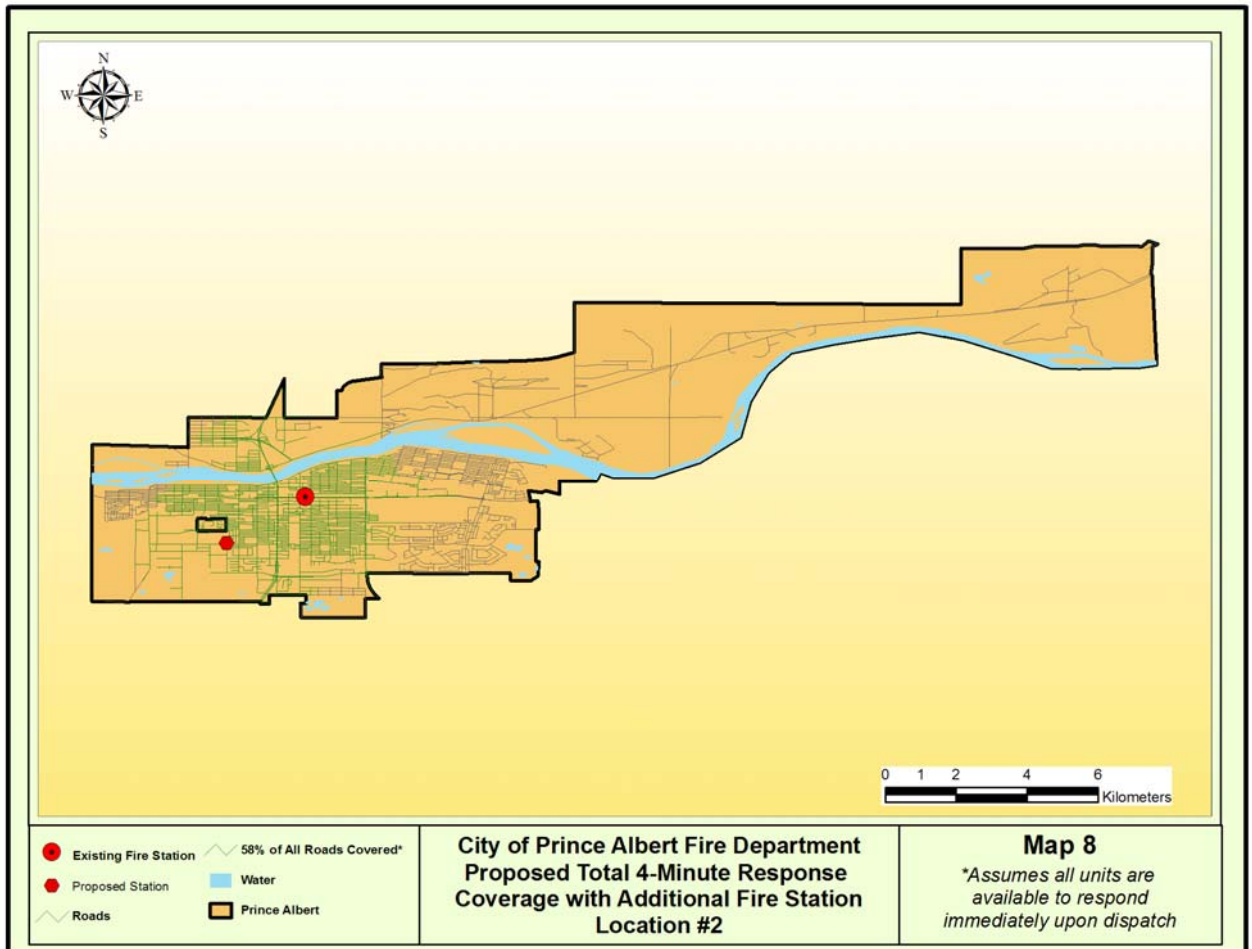 N
W E
S
0 1 2 4 6
Kilometers
Existing Fire Station
58% of All Roads Covered*
Proposed Station
Water
Roads
Prince Albert
City of Prince Albert Fire Department
Proposed Total 4-Minute Response
Coverage with Additional Fire Station
Location #2
Map 8
*Assumes all units are
available to respond
immediately upon dispatch